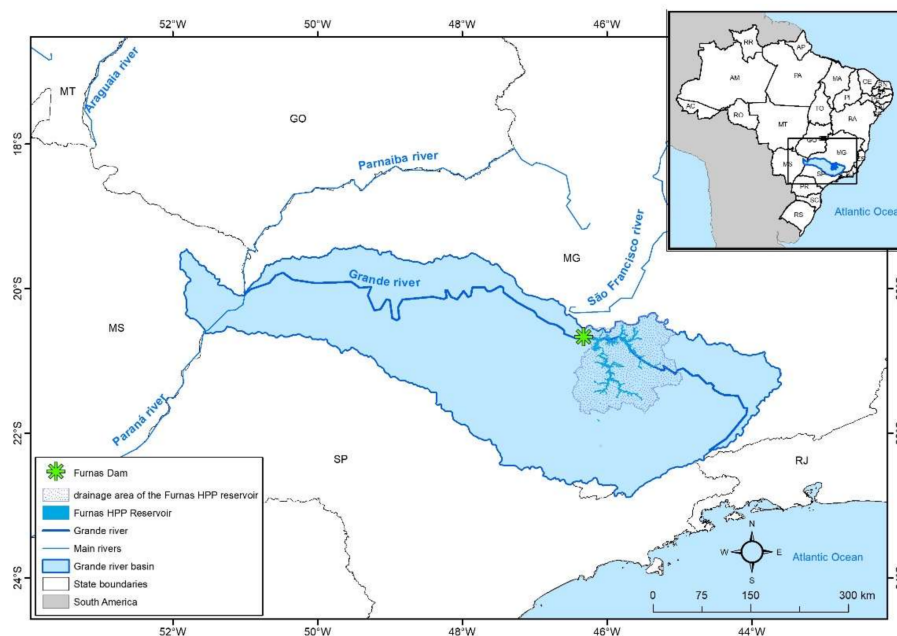 52°W
50°W
48°W
46°W
44°W
18°S
20°S
22°S
24°S
MT
Araguaia river
GO
Parnaiba river
São Francisco river
MG
Grande river
MS
Paraná river
SP
RJ
Atlantic Ocean
RR
AP
AM
PA
MA
CE
PI
AC
RO
TO
MT
BA
GO
MG
MS
SP
PR
SC
RS
Atlantic Ocea
Furnas Dam
drainage area of the Furnas HPP reservoir
Furnas HPP Reservoir
Grande river
Main rivers
Grande river basin
State boundaries
South America
N
W
E
S
0 75 150 300 km
52°W
50°W
48°W
46°W
44°W